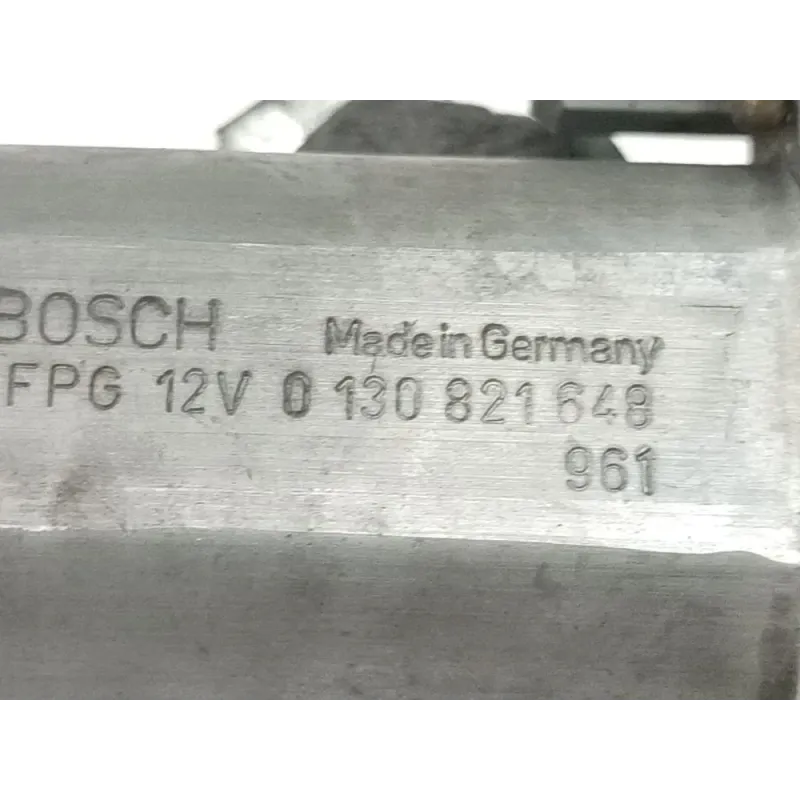 BOSCH Made in Germany
FPG 12V 0 130 821 648
961